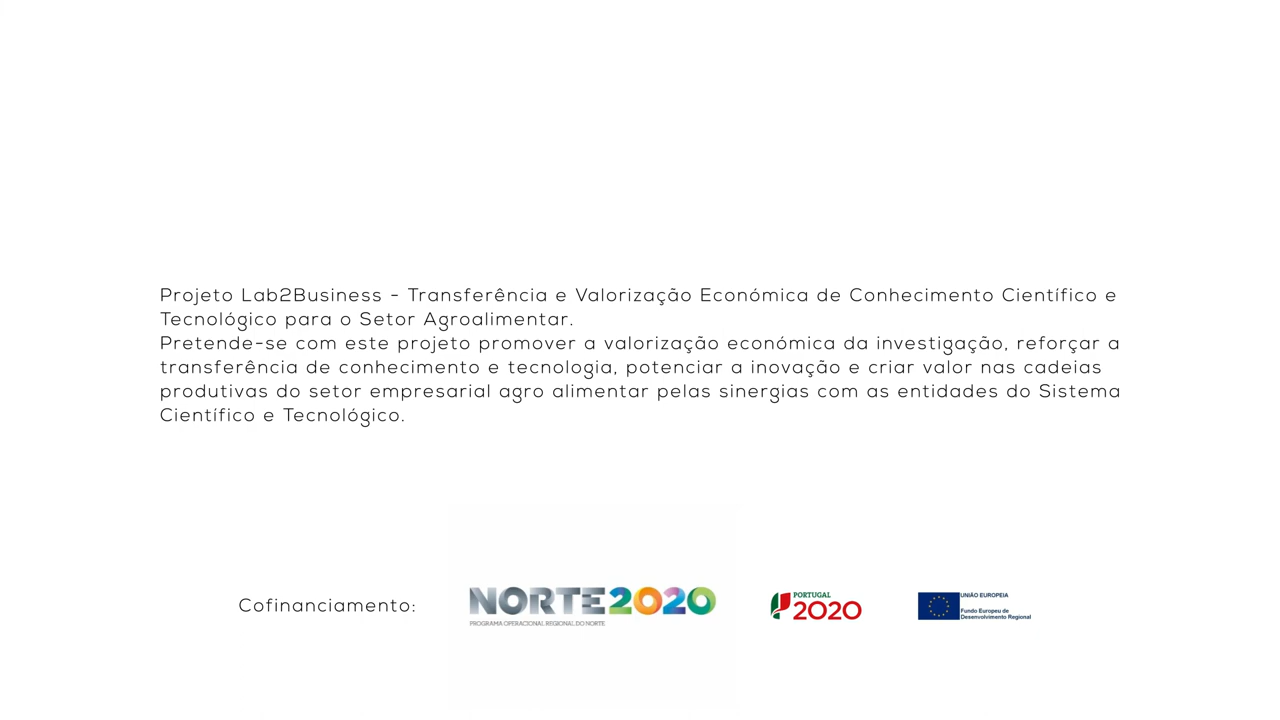 Projeto Lab2Business - Transferência e Valorização Económica de Conhecimento Científico e
Tecnológico para o Setor Agroalimentar.
Pretende-se com este projeto promover a valorização económica da investigação, reforçar a
transferência de conhecimento e tecnologia, potenciar a inovação e criar valor nas cadeias
produtivas do setor empresarial agro alimentar pelas sinergias com as entidades do Sistema
Científico e Tecnológico.
Cofinanciamento:
NORTE2020
PROGRAMA OPERACIONAL REGIONAL DO NORTE
PORTUGAL
2020
UNIÃO EUROPEIA
Fundo Europeu de
Desenvolvimento Regional